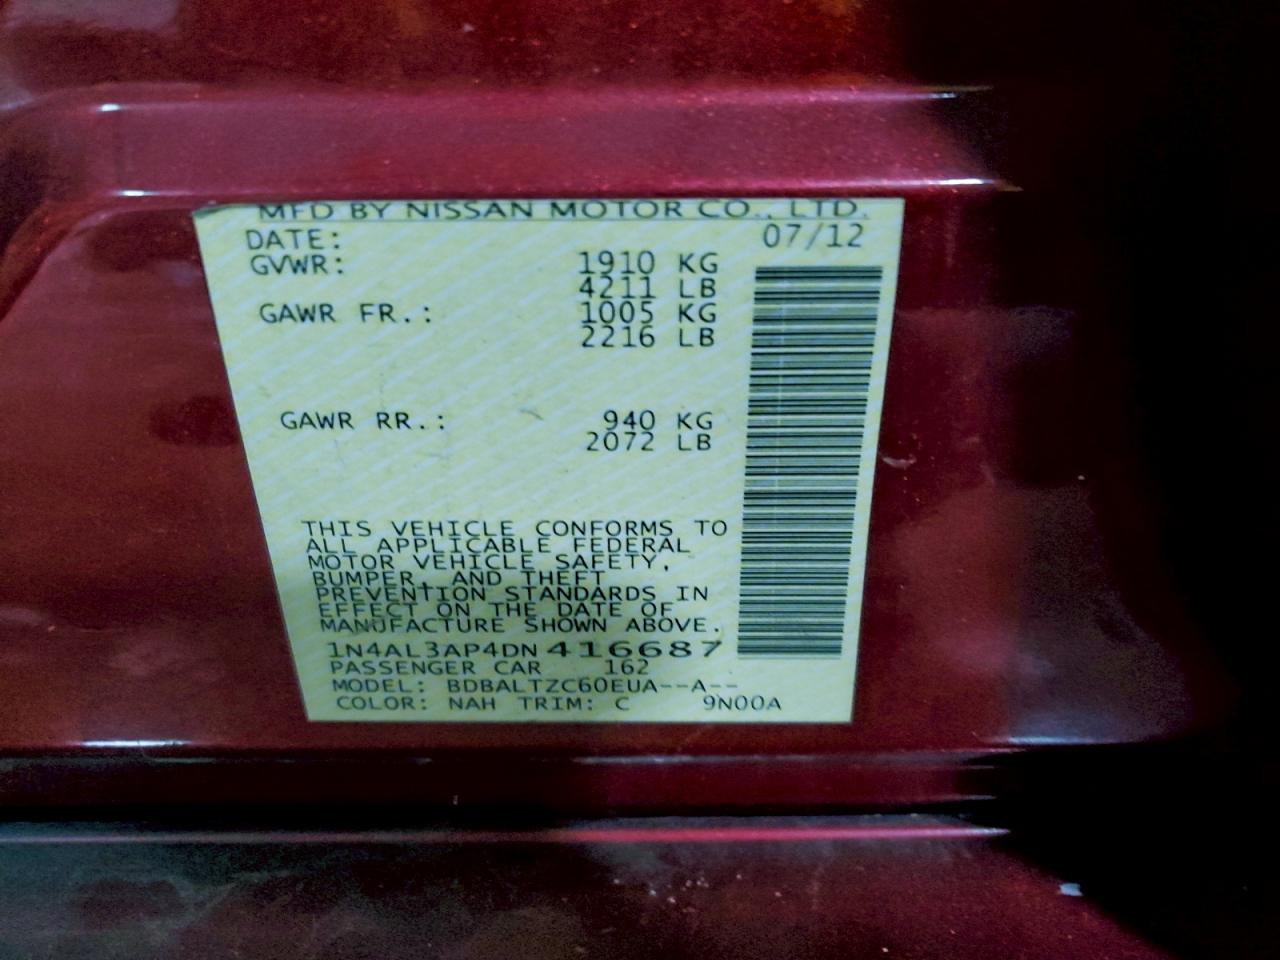 MFD BY NISSAN MOTOR CO., LTD.
DATE: 07/12
GVWR: 1910 KG
4211 LB
GAWR FR.: 1005 KG
2216 LB
GAWR RR.: 940 KG
2072 LB
THIS VEHICLE CONFORMS TO
ALL APPLICABLE FEDERAL
MOTOR VEHICLE SAFETY,
BUMPER, AND THEFT
PREVENTION STANDARDS IN
EFFECT ON THE DATE OF
MANUFACTURE SHOWN ABOVE.
1N4AL3AP4DN416687
PASSENGER CAR 162
MODEL: BDBALTZC60EUA--A--
COLOR: NAH TRIM: C 9N00A